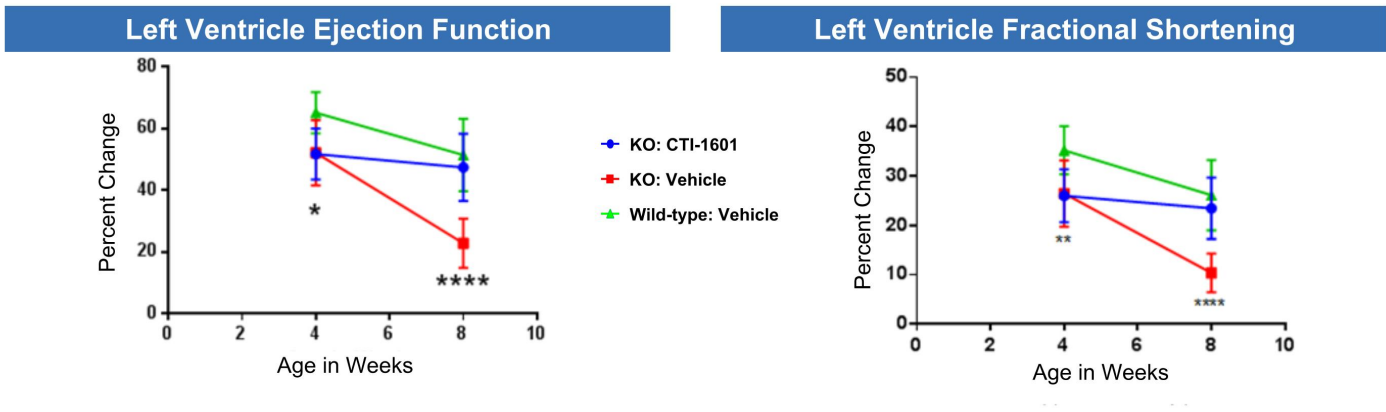 Left Ventricle Ejection Function
Left Ventricle Fractional Shortening
80
60
40
20
0
0 2 4 6 8 10
Percent Change
Age in Weeks
*
****
KO: CTI-1601
KO: Vehicle
Wild-type: Vehicle
50
40
30
20
10
0
0 2 4 6 8 10
Percent Change
Age in Weeks
**
****